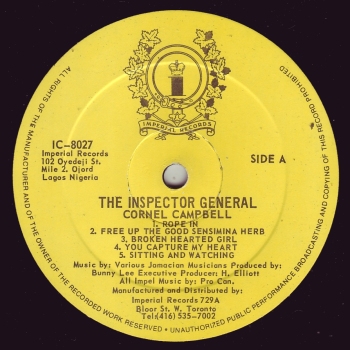 ALL RIGHTS OF THE MANUFACTURER AND OF THE OWNER OF THE RECORDED WORK RESERVED • UNAUTHORIZED PUBLIC PERFORMANCE BROADCASTING AND COPYING OF THIS RECORD PROHIBITED
I
IMPERIAL RECORDS
IC-8027
Imperial Records
102 Oyedeji St.
Mile 2, Ojord
Lagos Nigeria
SIDE A
THE INSPECTOR GENERAL
CORNEL CAMPBELL
1. ROPE IN
2. FREE UP THE GOOD SENSIMINA HERB
3. BROKEN HEARTED GIRL
4. YOU CAPTURE MY HEART
5. SITTING AND WATCHING
Music by: Various Jamacian Musicians Produced by:
Bunny Lee Executive Producer: H. Elliott
All Impel Music by: Pro Can.
Manufactured and Distributed by:
Imperial Records 729A
Bloor St. W. Toronto
Tel(416) 535-7002